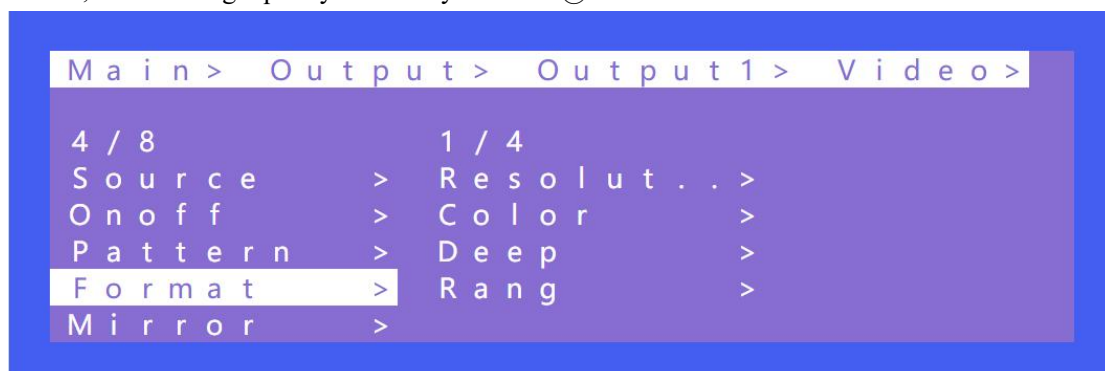 Main> Output> Output1> Video>
4/8 1/4
Source > Resolut..>
Onoff > Color >
Pattern > Deep >
Format > Rang >
Mirror >